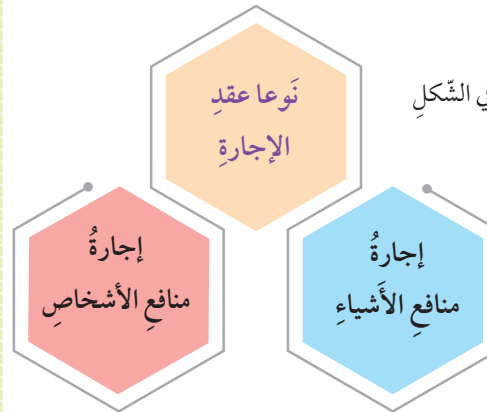 ي الشّكلِ
نَوعا عقدِ
الإجارةِ
إجارةُ
منافعِ الأَشياءِ
إجارةُ
منافعِ الأشخاصِ